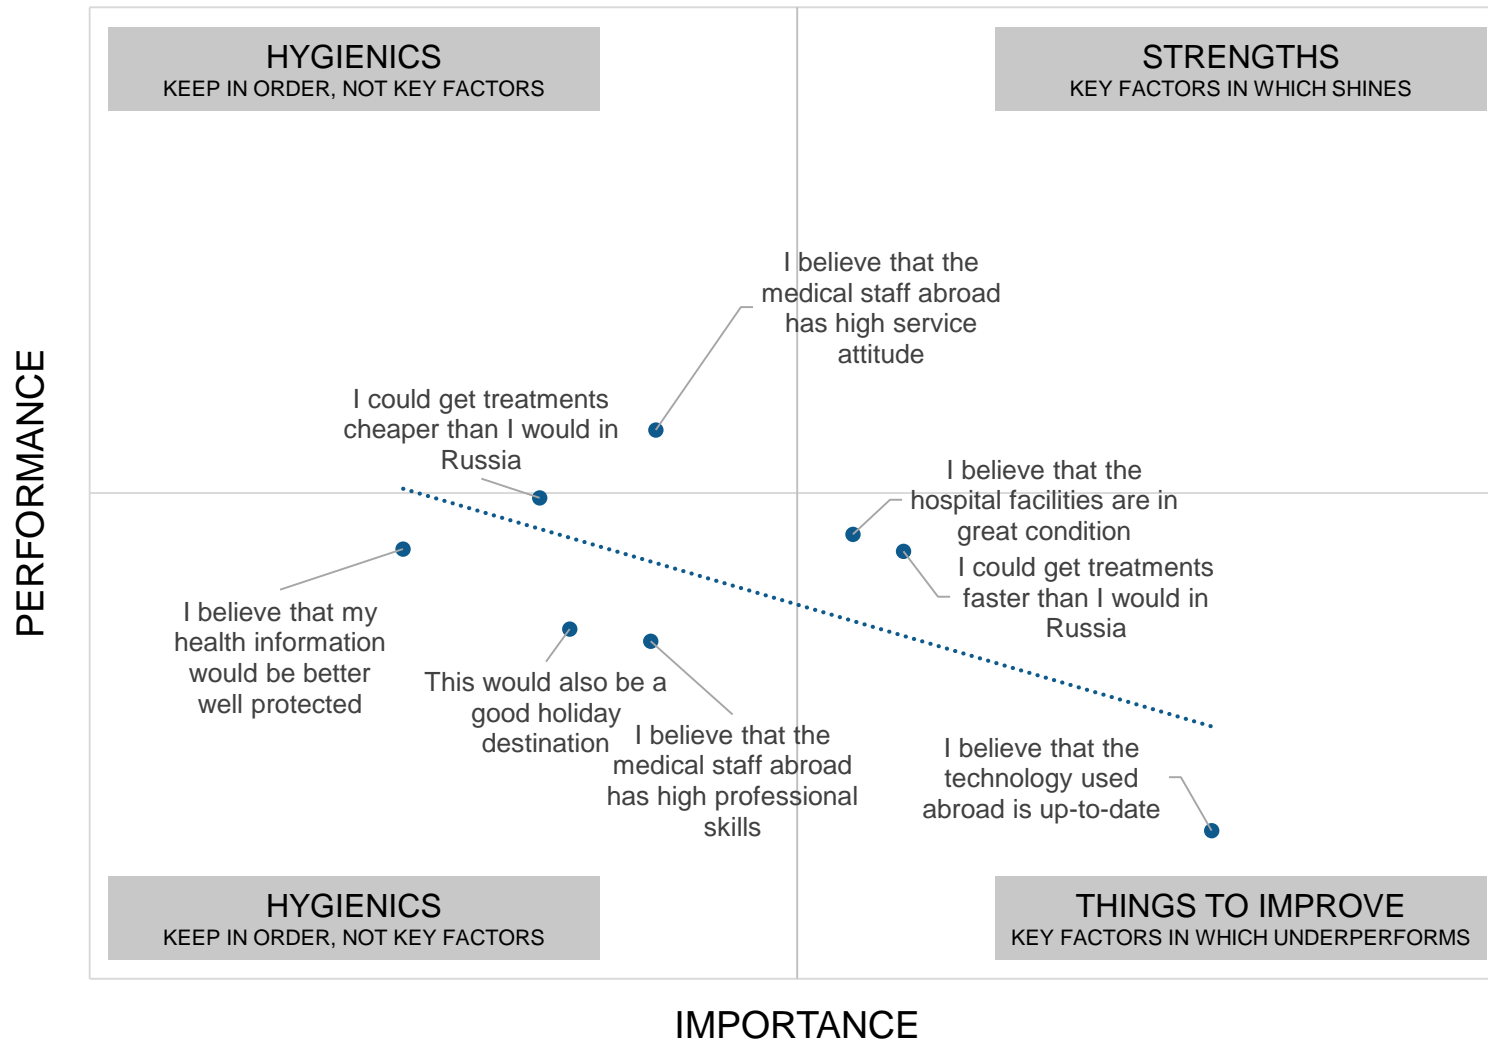 HYGIENICS
KEEP IN ORDER, NOT KEY FACTORS
STRENGTHS
KEY FACTORS IN WHICH SHINES
I believe that the
medical staff abroad
has high service
attitude
I could get treatments
cheaper than I would in
Russia
I believe that the
hospital facilities are in
great condition
I could get treatments
faster than I would in
Russia
I believe that my
health information
would be better
well protected
This would also be a
good holiday
destination
I believe that the
medical staff abroad
has high professional
skills
I believe that the
technology used
abroad is up-to-date
HYGIENICS
KEEP IN ORDER, NOT KEY FACTORS
THINGS TO IMPROVE
KEY FACTORS IN WHICH UNDERPERFORMS
PERFORMANCE
IMPORTANCE